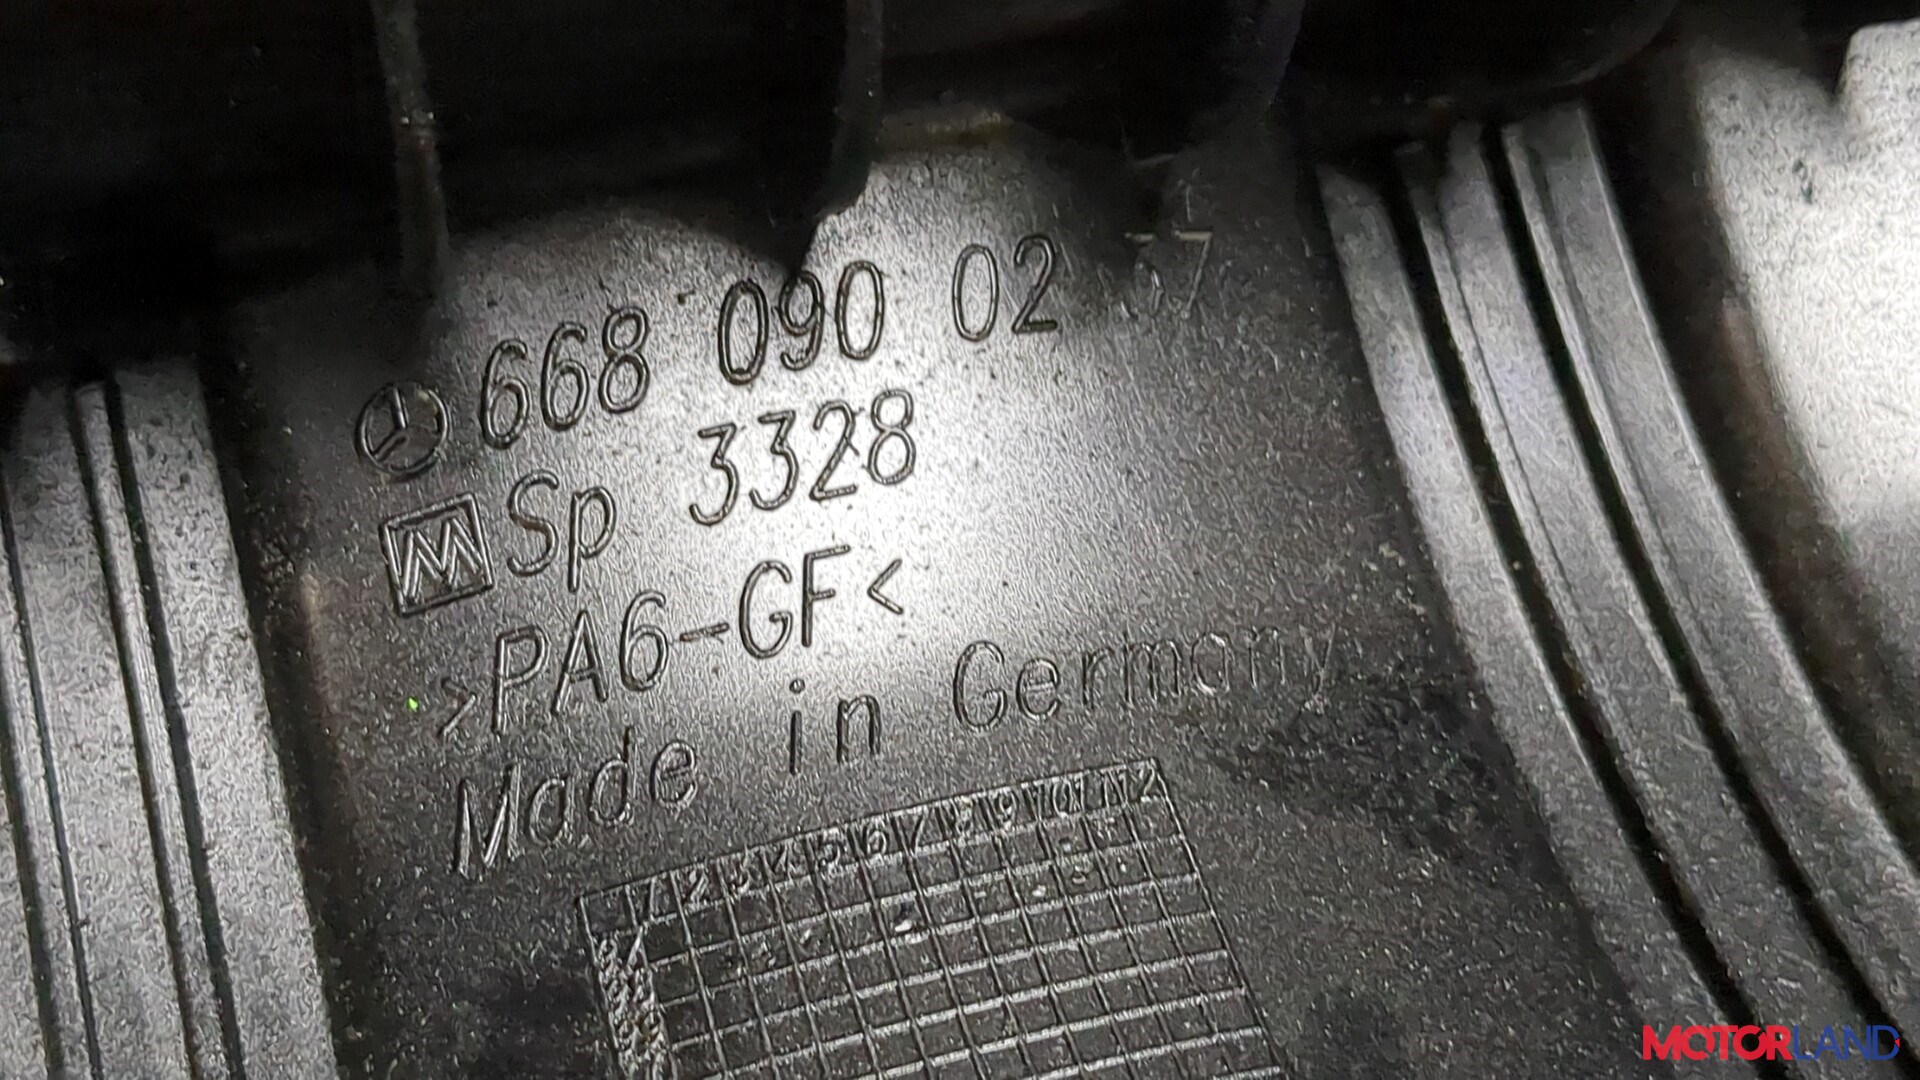 668 090 02 37
Sp 3328
>PA6-GF<
Made in Germany
1 2 3 4 5 6 7 8 9 10 11 12
MOTORLAND